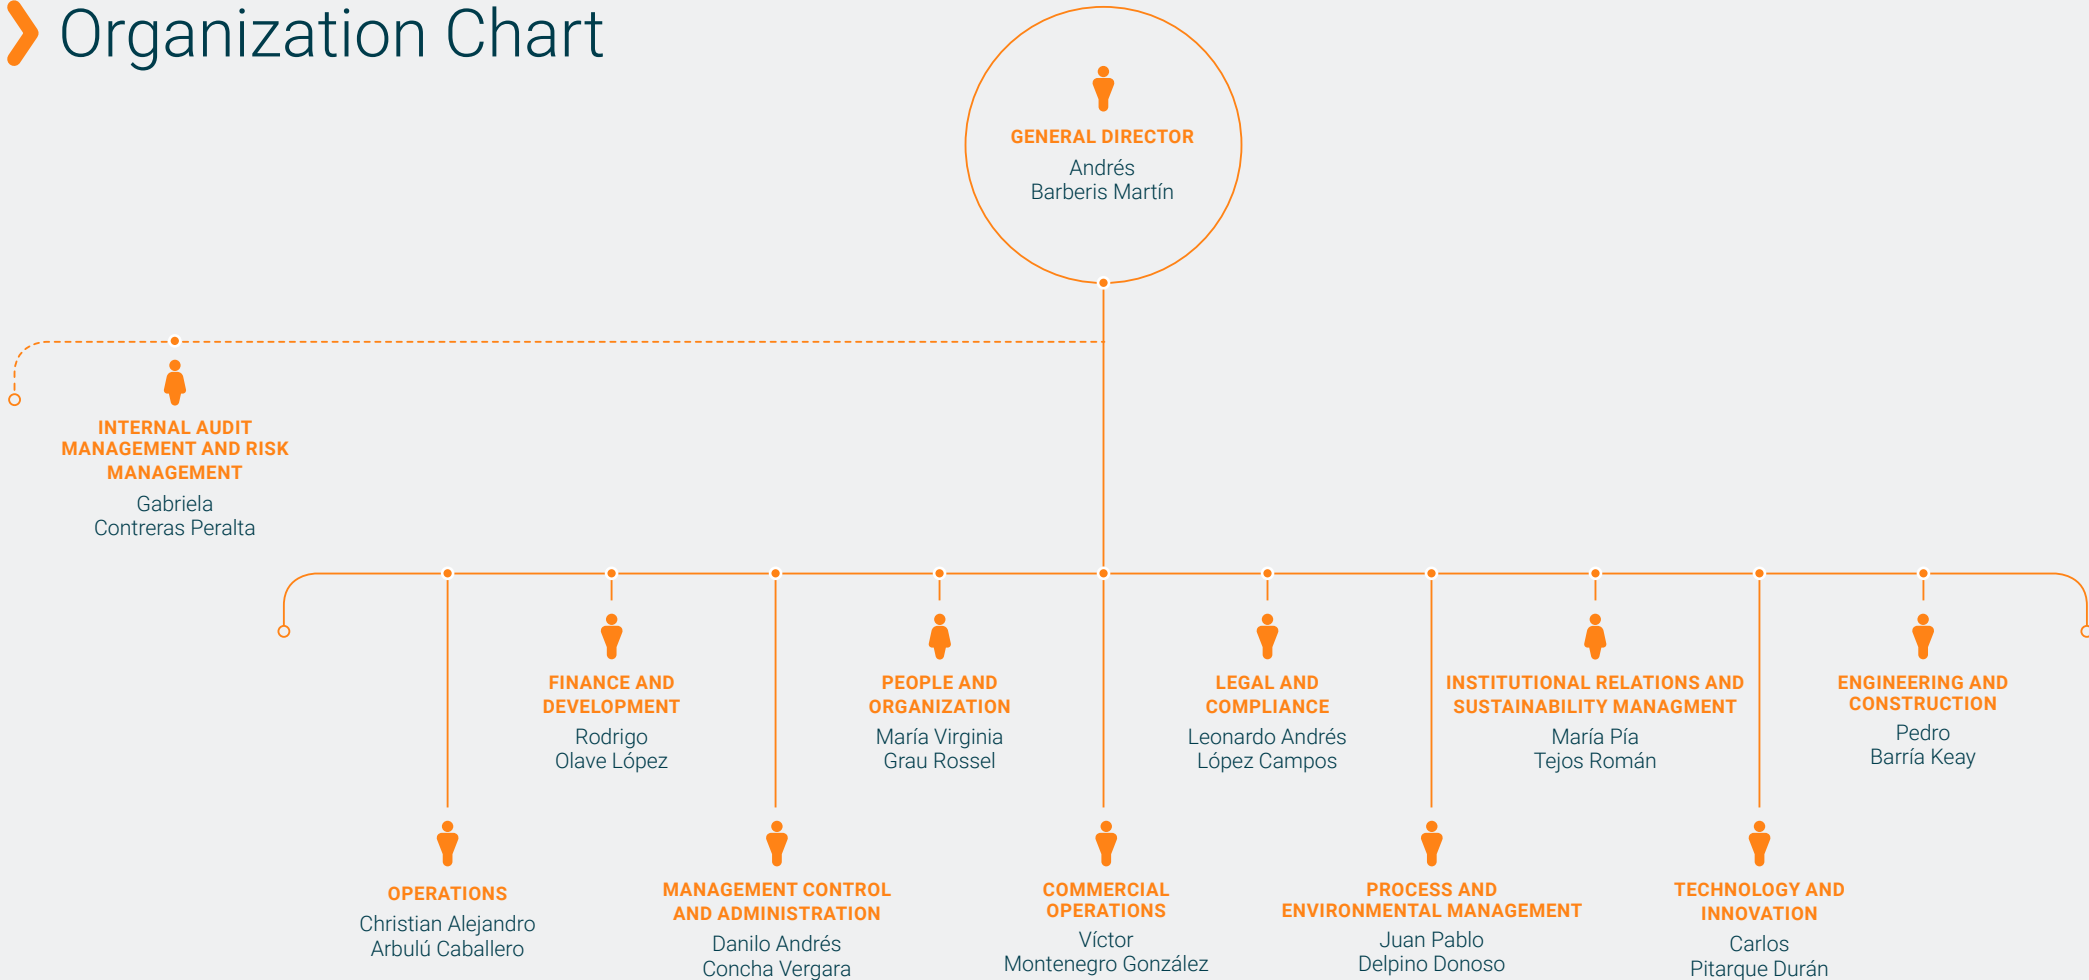 Organization Chart
GENERAL DIRECTOR
Andrés
Barberis Martín
INTERNAL AUDIT
MANAGEMENT AND RISK
MANAGEMENT
Gabriela
Contreras Peralta
FINANCE AND
DEVELOPMENT
Rodrigo
Olave López
PEOPLE AND
ORGANIZATION
María Virginia
Grau Rossel
LEGAL AND
COMPLIANCE
Leonardo Andrés
López Campos
INSTITUTIONAL RELATIONS AND
SUSTAINABILITY MANAGMENT
María Pía
Tejos Román
ENGINEERING AND
CONSTRUCTION
Pedro
Barría Keay
OPERATIONS
Christian Alejandro
Arbulú Caballero
MANAGEMENT CONTROL
AND ADMINISTRATION
Danilo Andrés
Concha Vergara
COMMERCIAL
OPERATIONS
Víctor
Montenegro González
PROCESS AND
ENVIRONMENTAL MANAGEMENT
Juan Pablo
Delpino Donoso
TECHNOLOGY AND
INNOVATION
Carlos
Pitarque Durán